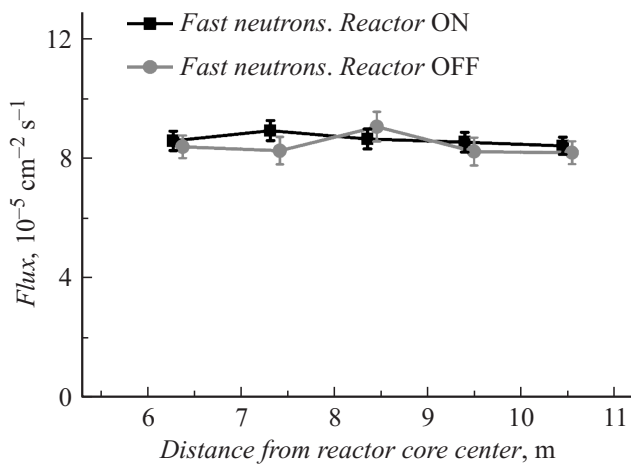 Fast neutrons. Reactor ON
Fast neutrons. Reactor OFF
12
8
4
0
Flux, 10⁻⁵ cm⁻² s⁻¹
6 7 8 9 10 11
Distance from reactor core center, m